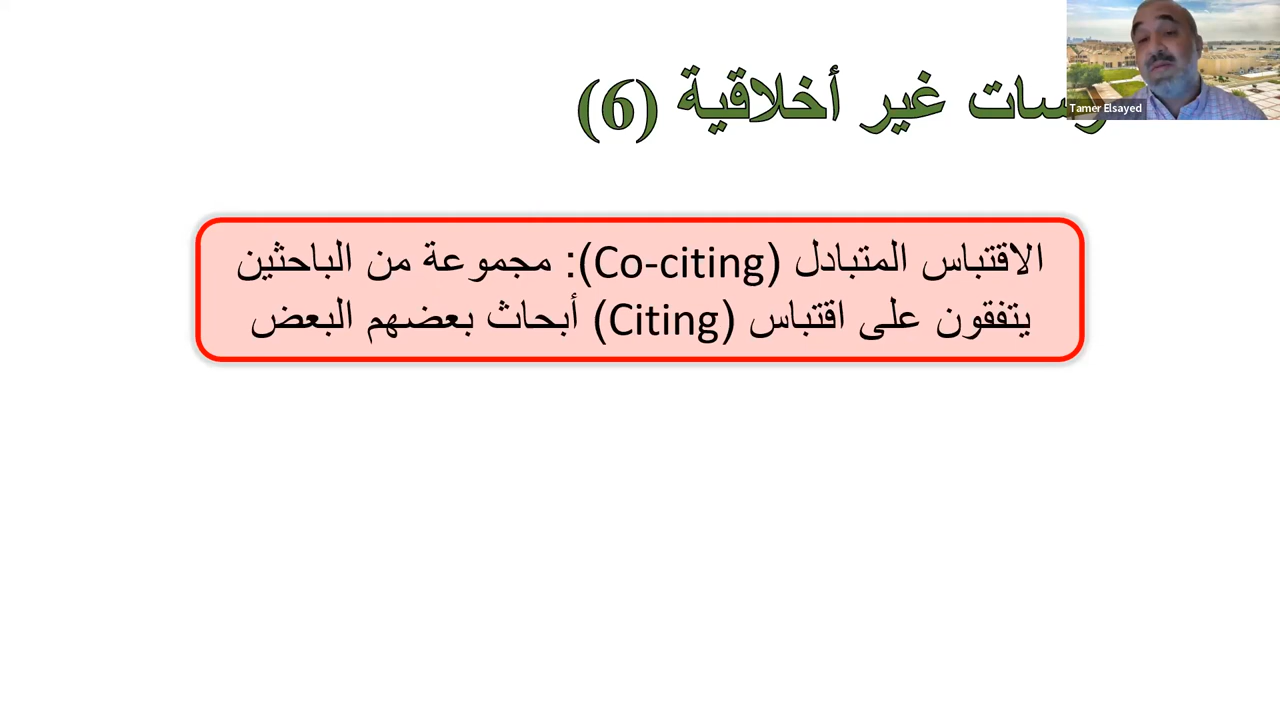 غير أخلاقية (6)
Tamer Elsayed
الاقتباس المتبادل (Co-citing): مجموعة من الباحثين
يتفقون على اقتباس (Citing) أبحاث بعضهم البعض